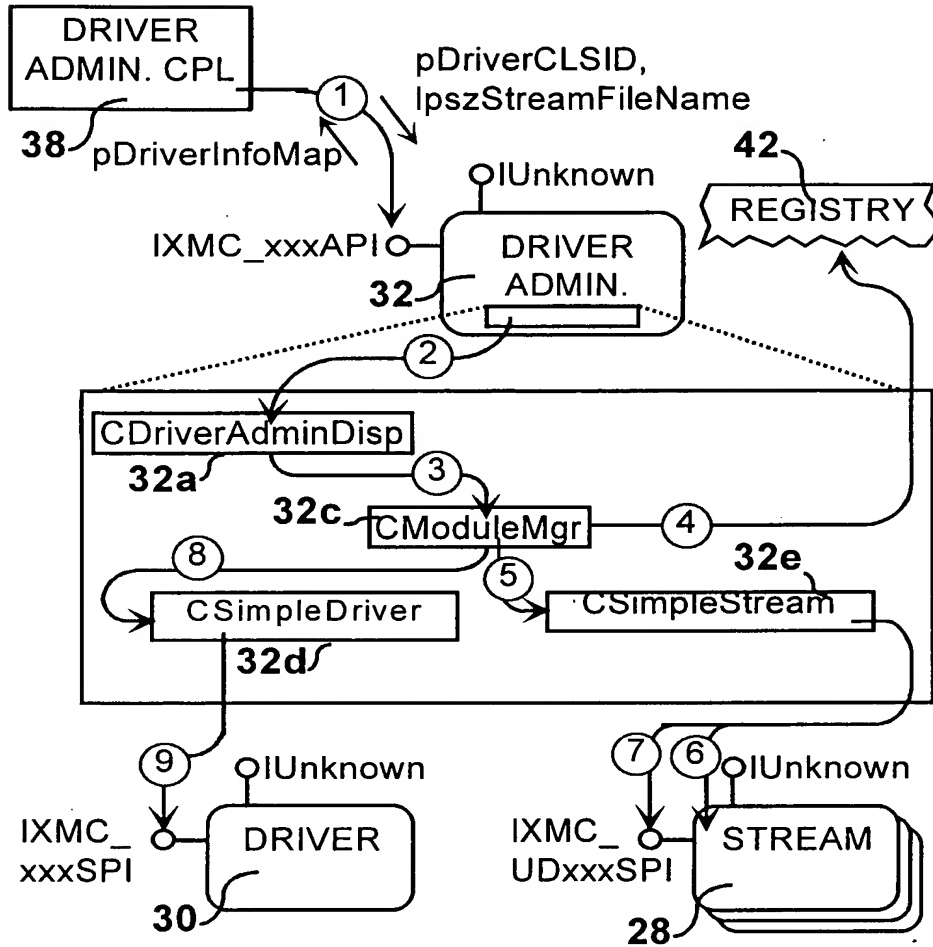 DRIVER
ADMIN. CPL
38
1
pDriverCLSID,
lpszStreamFileName
pDriverInfoMap
IUnknown
42
REGISTRY
IXMC_xxxAPI
DRIVER
ADMIN.
32
2
CDriverAdminDisp
32a
3
32c
CModuleMgr
4
8
5
32e
CSimpleDriver
CSimpleStream
32d
9
IUnknown
7
6
IUnknown
IXMC_
xxxSPI
DRIVER
30
IXMC_
UDxxxSPI
STREAM
28